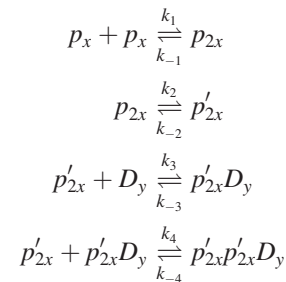 $p_x + p_x \underset{k_{-1}}{\overset{k_1}{\rightleftharpoons}} p_{2x}$
$p_{2x} \underset{k_{-2}}{\overset{k_2}{\rightleftharpoons}} p'_{2x}$
$p'_{2x} + D_y \underset{k_{-3}}{\overset{k_3}{\rightleftharpoons}} p'_{2x}D_y$
$p'_{2x} + p'_{2x}D_y \underset{k_{-4}}{\overset{k_4}{\rightleftharpoons}} p'_{2x}p'_{2x}D_y$